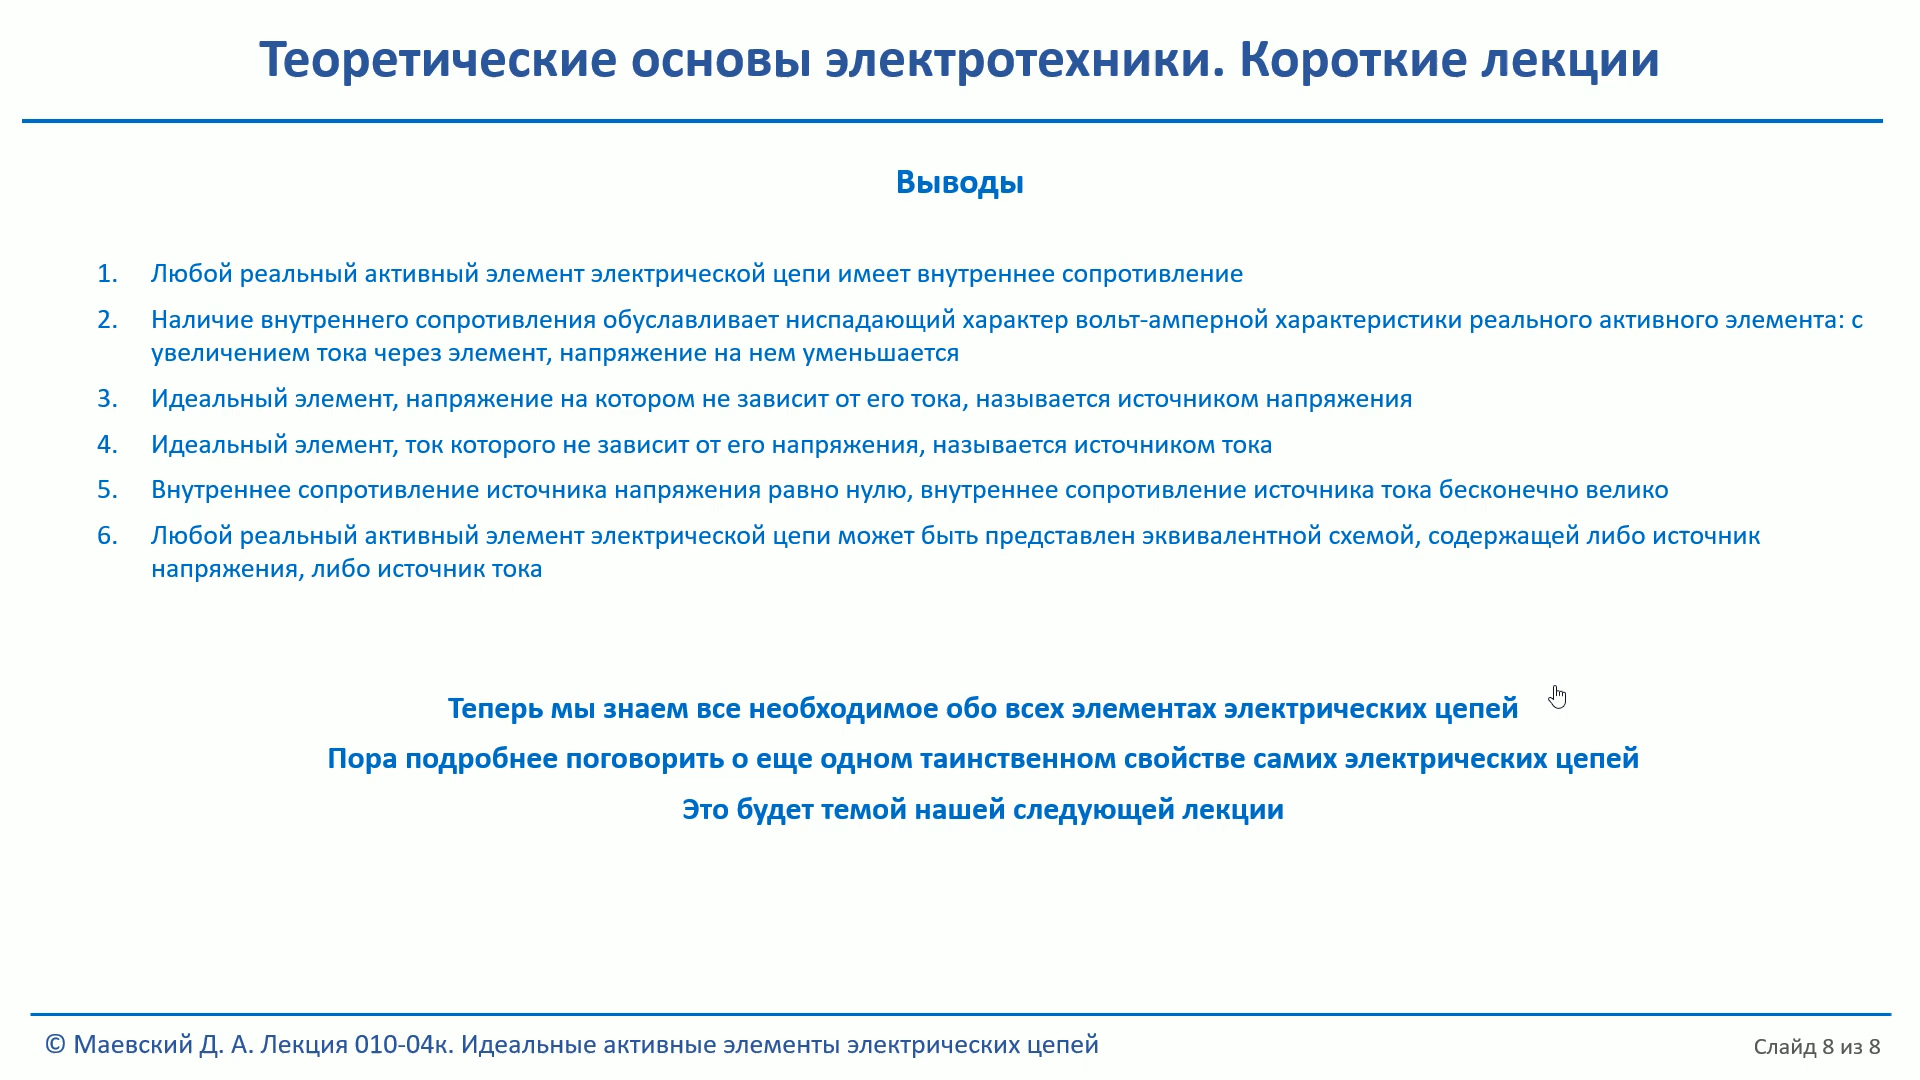 Теоретические основы электротехники. Короткие лекции
Выводы
1. Любой реальный активный элемент электрической цепи имеет внутреннее сопротивление
2. Наличие внутреннего сопротивления обуславливает ниспадающий характер вольт-амперной характеристики реального активного элемента: с
увеличением тока через элемент, напряжение на нем уменьшается
3. Идеальный элемент, напряжение на котором не зависит от его тока, называется источником напряжения
4. Идеальный элемент, ток которого не зависит от его напряжения, называется источником тока
5. Внутреннее сопротивление источника напряжения равно нулю, внутреннее сопротивление источника тока бесконечно велико
6. Любой реальный активный элемент электрической цепи может быть представлен эквивалентной схемой, содержащей либо источник
напряжения, либо источник тока
Теперь мы знаем все необходимое обо всех элементах электрических цепей
Пора подробнее поговорить о еще одном таинственном свойстве самих электрических цепей
Это будет темой нашей следующей лекции
© Маевский Д. А. Лекция 010-04к. Идеальные активные элементы электрических цепей
Слайд 8 из 8